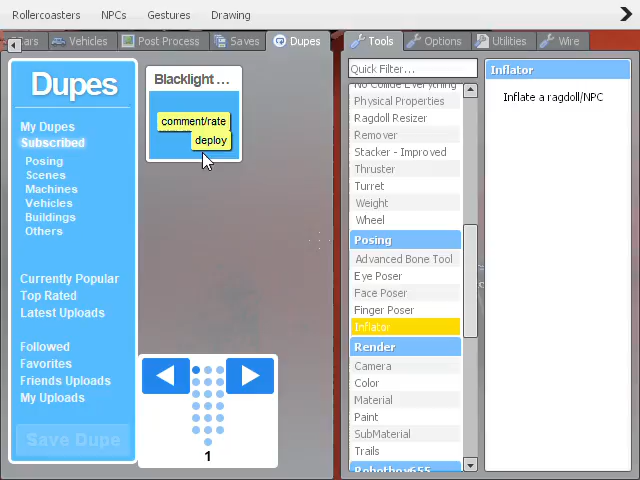 Rollercoasters NPCs Gestures Drawing
Vehicles Post Process Saves Dupes Tools Options Utilities Wire
Dupes
My Dupes
Subscribed
Posing
Scenes
Machines
Vehicles
Buildings
Others
Currently Popular
Top Rated
Latest Uploads
Followed
Favorites
Friends Uploads
My Uploads
Save Dupe
Blacklight ...
comment/rate
deploy
1
Quick Filter...
No Collide Everything
Physical Properties
Ragdoll Resizer
Remover
Stacker - Improved
Thruster
Turret
Weight
Wheel
Posing
Advanced Bone Tool
Eye Poser
Face Poser
Finger Poser
Inflator
Render
Camera
Color
Material
Paint
SubMaterial
Trails
Robotboy655
Inflator
Inflate a ragdoll/NPC